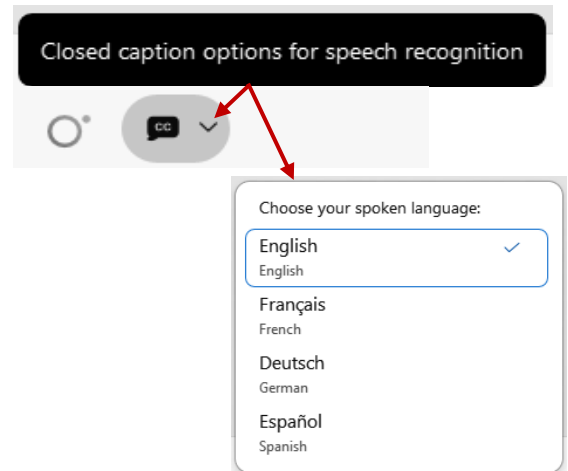 Closed caption options for speech recognition
CC
Choose your spoken language:
English
English
Français
French
Deutsch
German
Español
Spanish